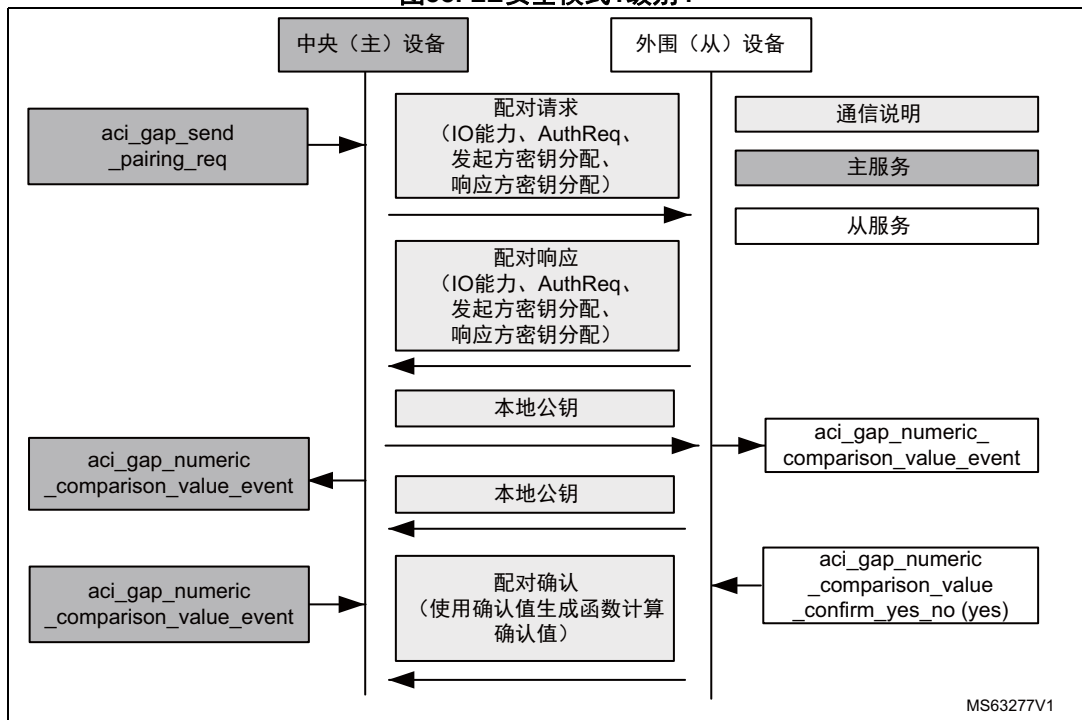 中央（主）设备
外围（从）设备
aci_gap_send
_pairing_req
配对请求
（IO能力、AuthReq、
发起方密钥分配、
响应方密钥分配）
通信说明
主服务
从服务
配对响应
（IO能力、AuthReq、
发起方密钥分配、
响应方密钥分配）
本地公钥
aci_gap_numeric_
comparison_value_event
aci_gap_numeric
_comparison_value_event
本地公钥
aci_gap_numeric
_comparison_value_event
配对确认
（使用确认值生成函数计算
确认值）
aci_gap_numeric
_comparison_value
_confirm_yes_no (yes)
MS63277V1